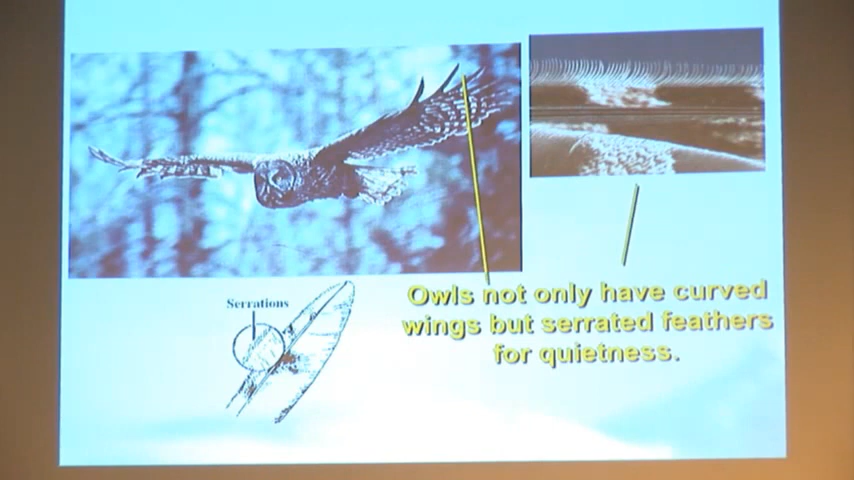 Serrations
Owls not only have curved
wings but serrated feathers
for quietness.